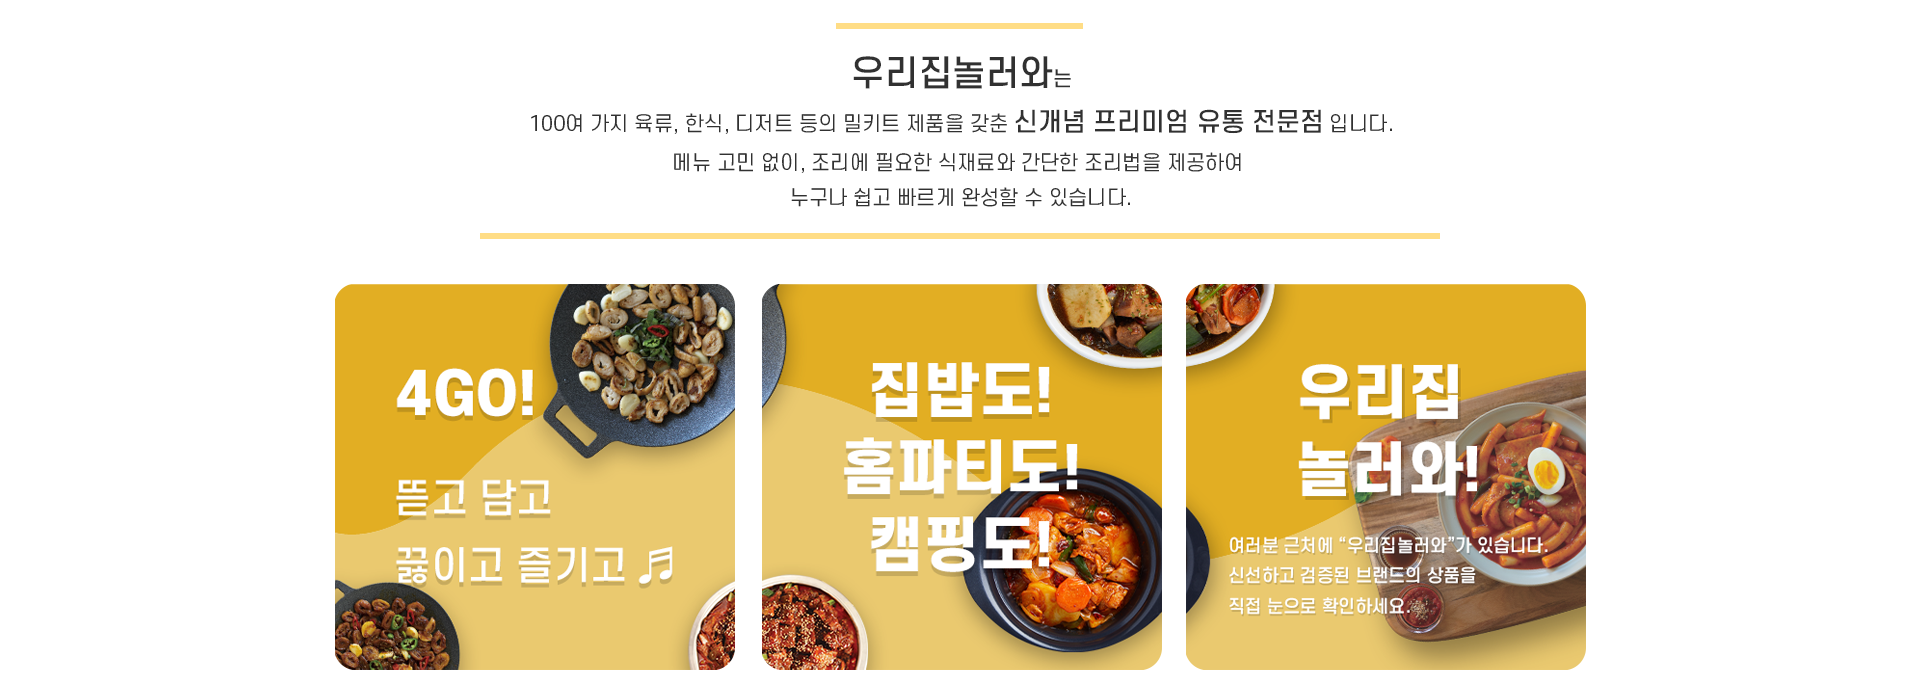 우리집놀러와는
100여 가지 육류, 한식, 디저트 등의 밀키트 제품을 갖춘 신개념 프리미엄 유통 전문점 입니다.
메뉴 고민 없이, 조리에 필요한 식재료와 간단한 조리법을 제공하여
누구나 쉽고 빠르게 완성할 수 있습니다.
4GO!
뜯고 담고
끓이고 즐기고 ♬
집밥도!
홈파티도!
캠핑도!
우리집
놀러와!
여러분 근처에 “우리집놀러와”가 있습니다.
신선하고 검증된 브랜드의 상품을
직접 눈으로 확인하세요.